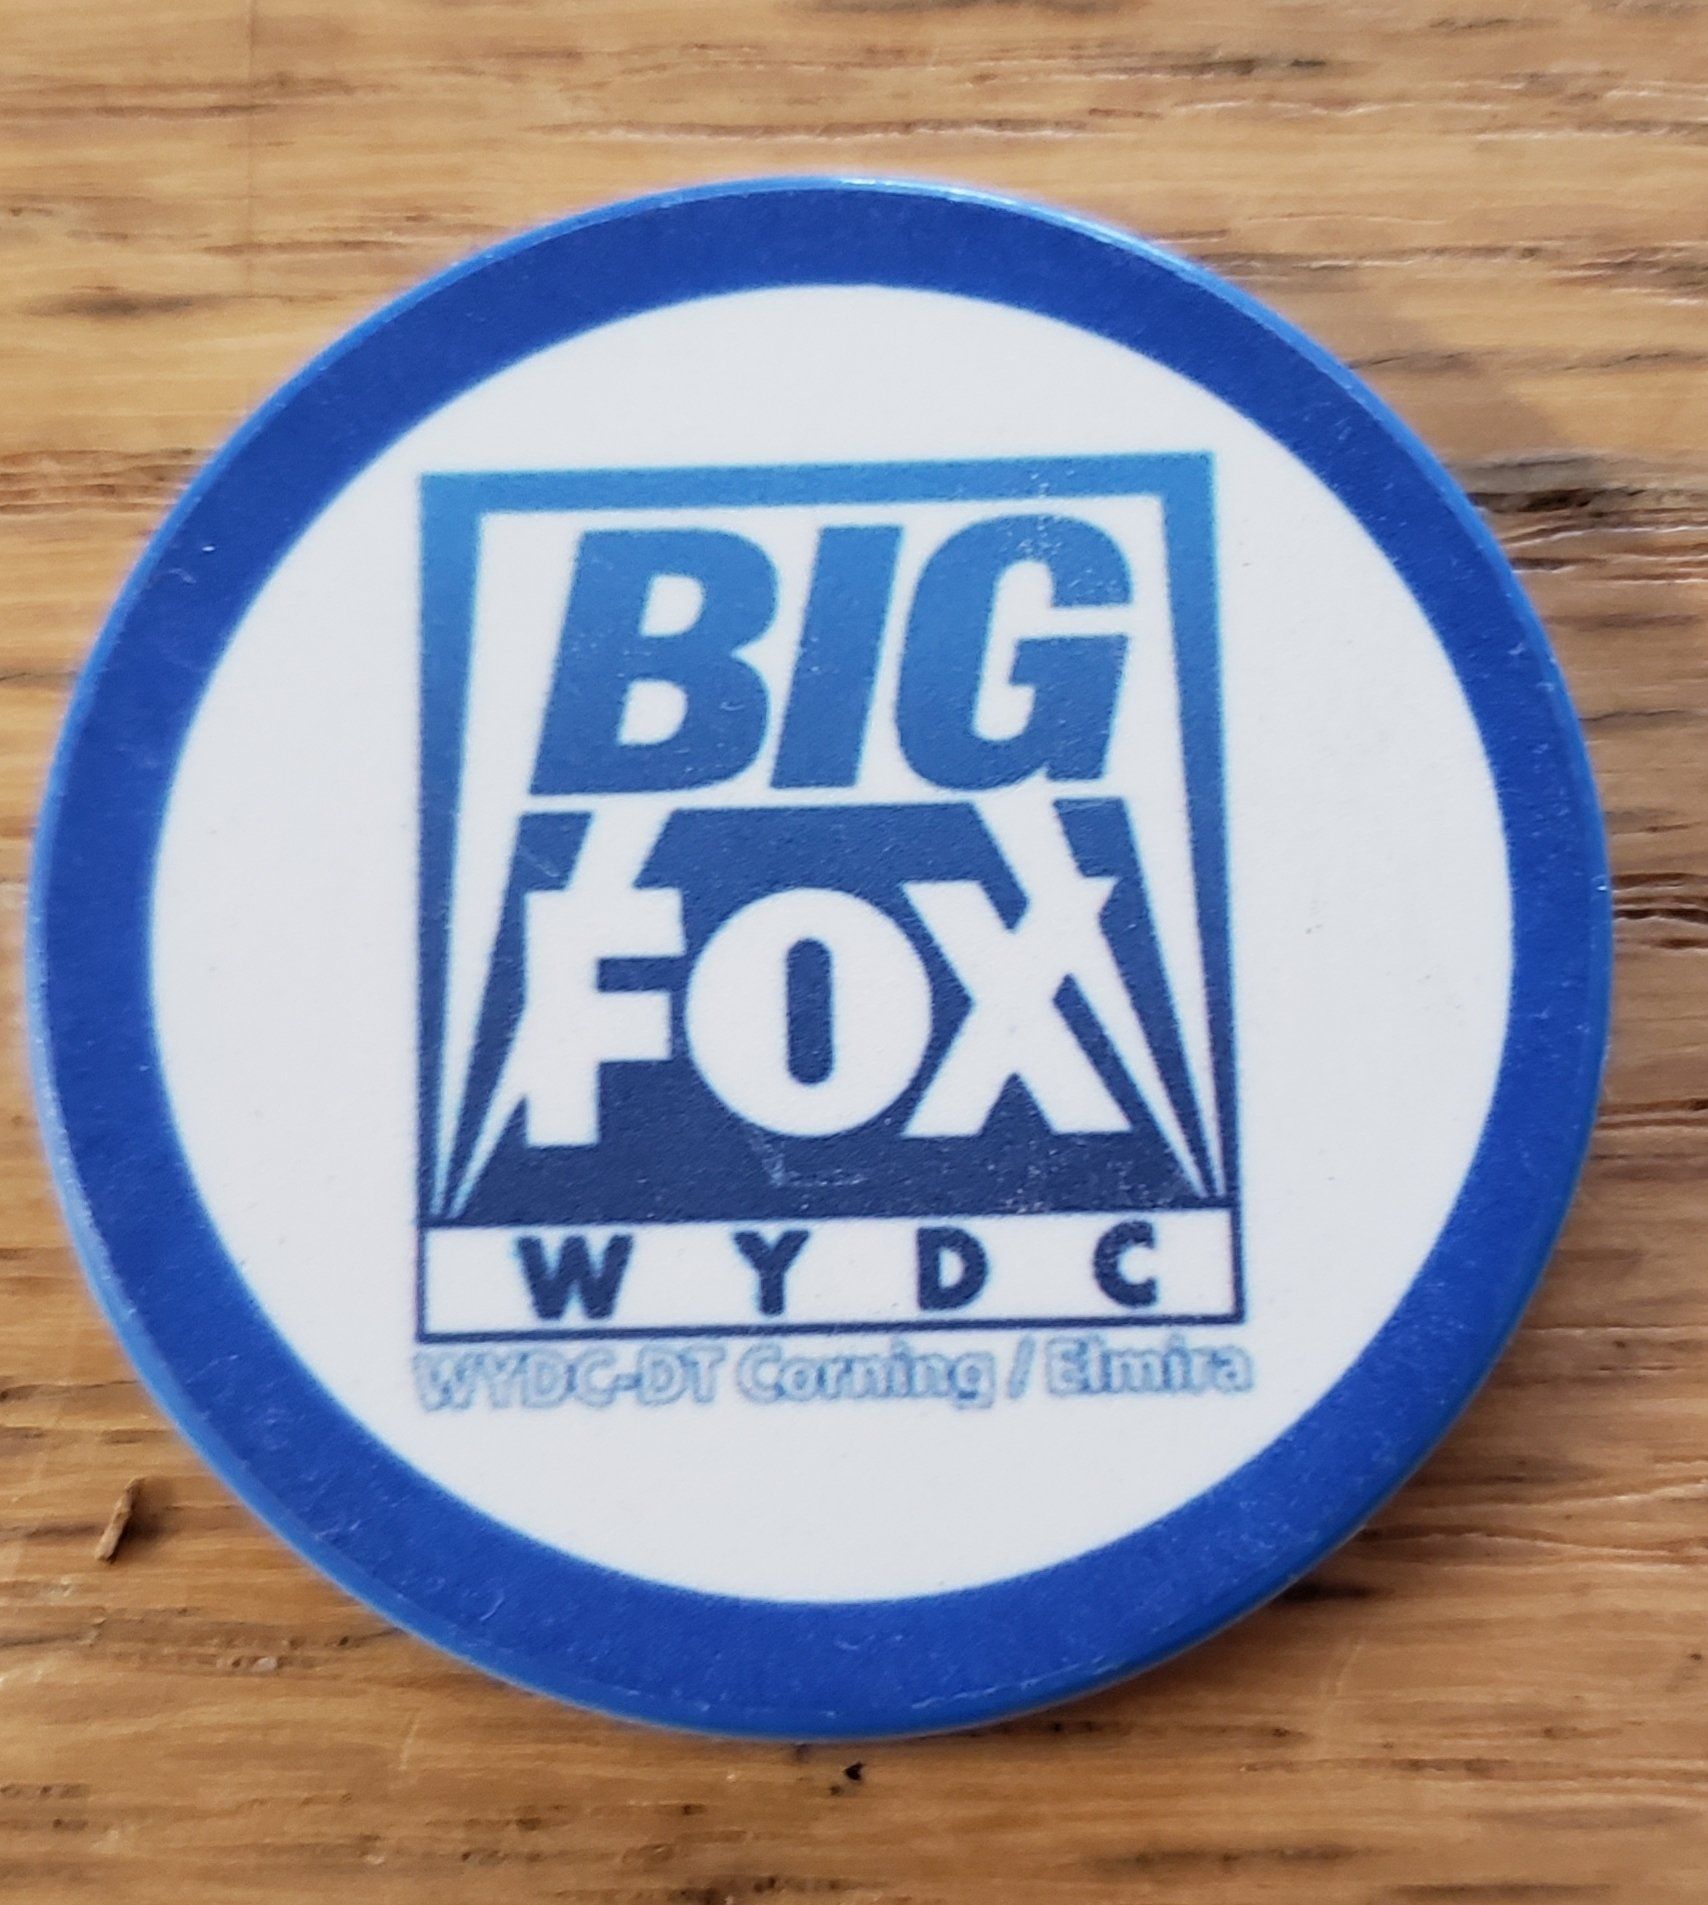 BIG
FOX
WYDC
WYDC-DT Corning / Elmira